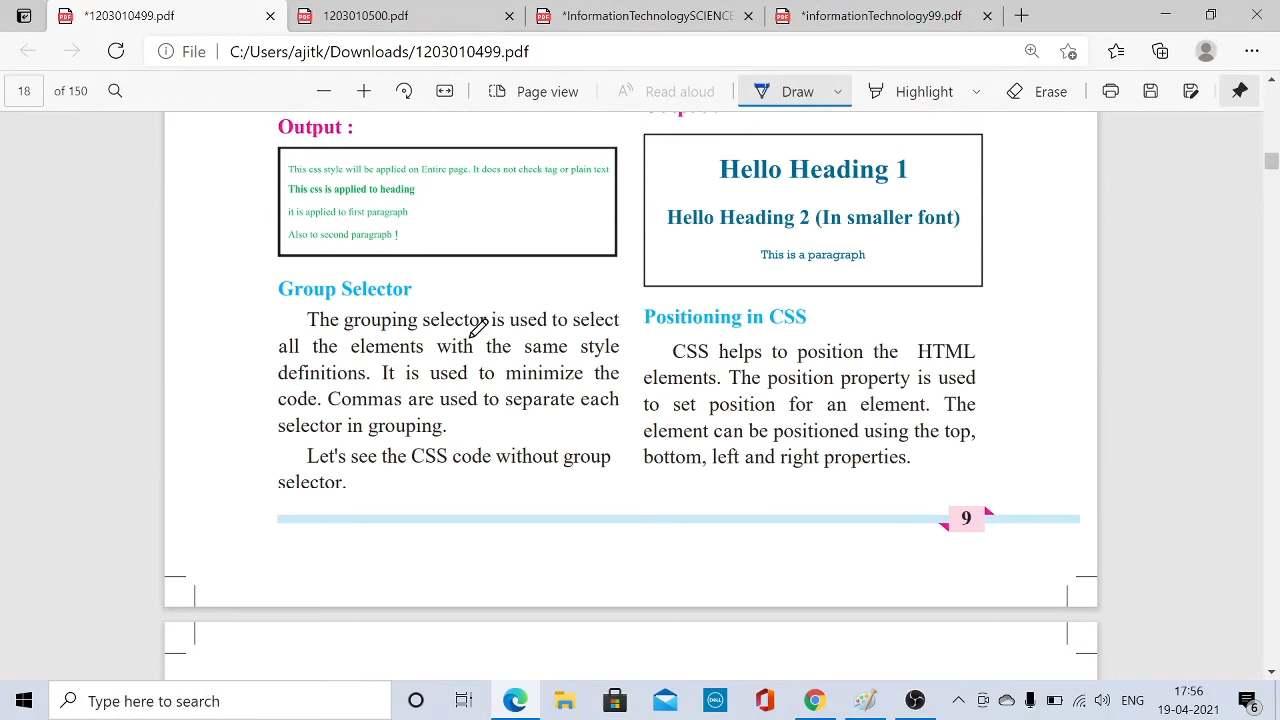 *1203010499.pdf
*InformationTechnology-12.pdf
*InformationTechnology-12.pdf
File
C:/Users/ajitk/Downloads/1203010499.pdf
18
of 150
Page view
Read aloud
Draw
Highlight
Erase
Output :
This css style will be applied on Entire page. It does not check tag or plain text
This css is applied to heading
it is applied to first paragraph
Also to second paragraph !
Group Selector
The grouping selector is used to select
all the elements with the same style
definitions. It is used to minimize the
code. Commas are used to separate each
selector in grouping.
Let's see the CSS code without group
selector.
Hello Heading 1
Hello Heading 2 (In smaller font)
This is a paragraph
Positioning in CSS
CSS helps to position the HTML
elements. The position property is used
to set position for an element. The
element can be positioned using the top,
bottom, left and right properties.
9
Type here to search
DELL
ENG
17:56
19-04-2021
6